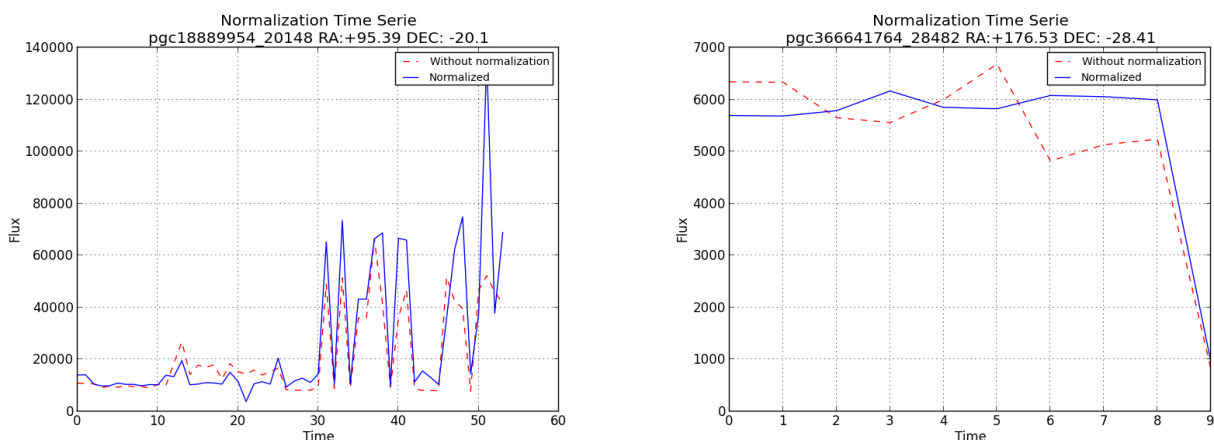 Normalization Time Serie
pgc18889954_20148 RA:+95.39 DEC: -20.1
140000
120000
100000
80000
60000
40000
20000
0
Flux
Without normalization
Normalized
0 10 20 30 40 50 60
Time
Normalization Time Serie
pgc366641764_28482 RA:+176.53 DEC: -28.41
7000
6000
5000
4000
3000
2000
1000
0
Flux
Without normalization
Normalized
0 1 2 3 4 5 6 7 8 9
Time